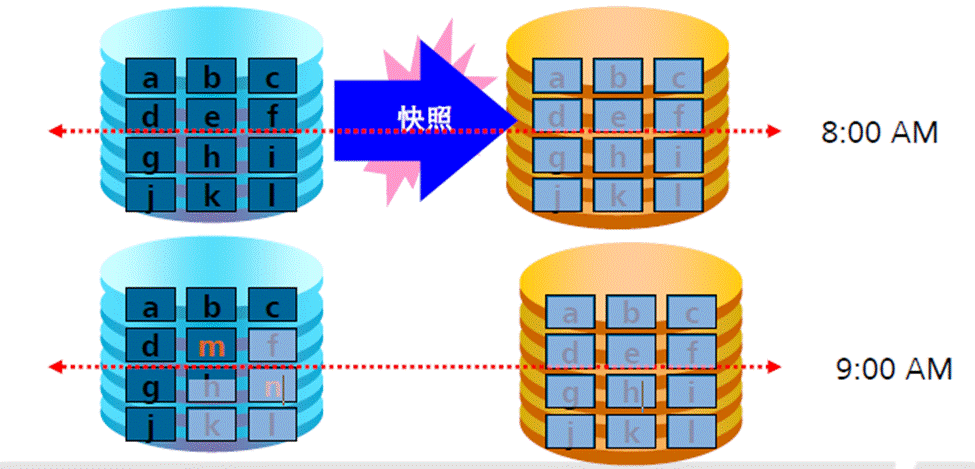 a b c a b c
d e f 快照 d e f 8:00 AM
g h i g h i
j k l j k l
a b c a b c
d m f d e f
g h n g h i 9:00 AM
j k l j k l